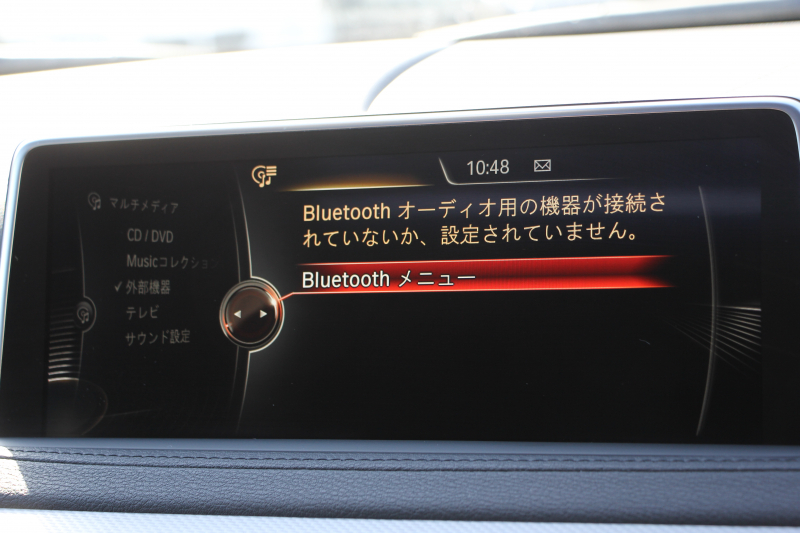 10:48
マルチメディア
CD / DVD
Musicコレクション
✓外部機器
テレビ
サウンド設定
Bluetooth オーディオ用の機器が接続さ
れていないか、設定されていません。
Bluetooth メニュー